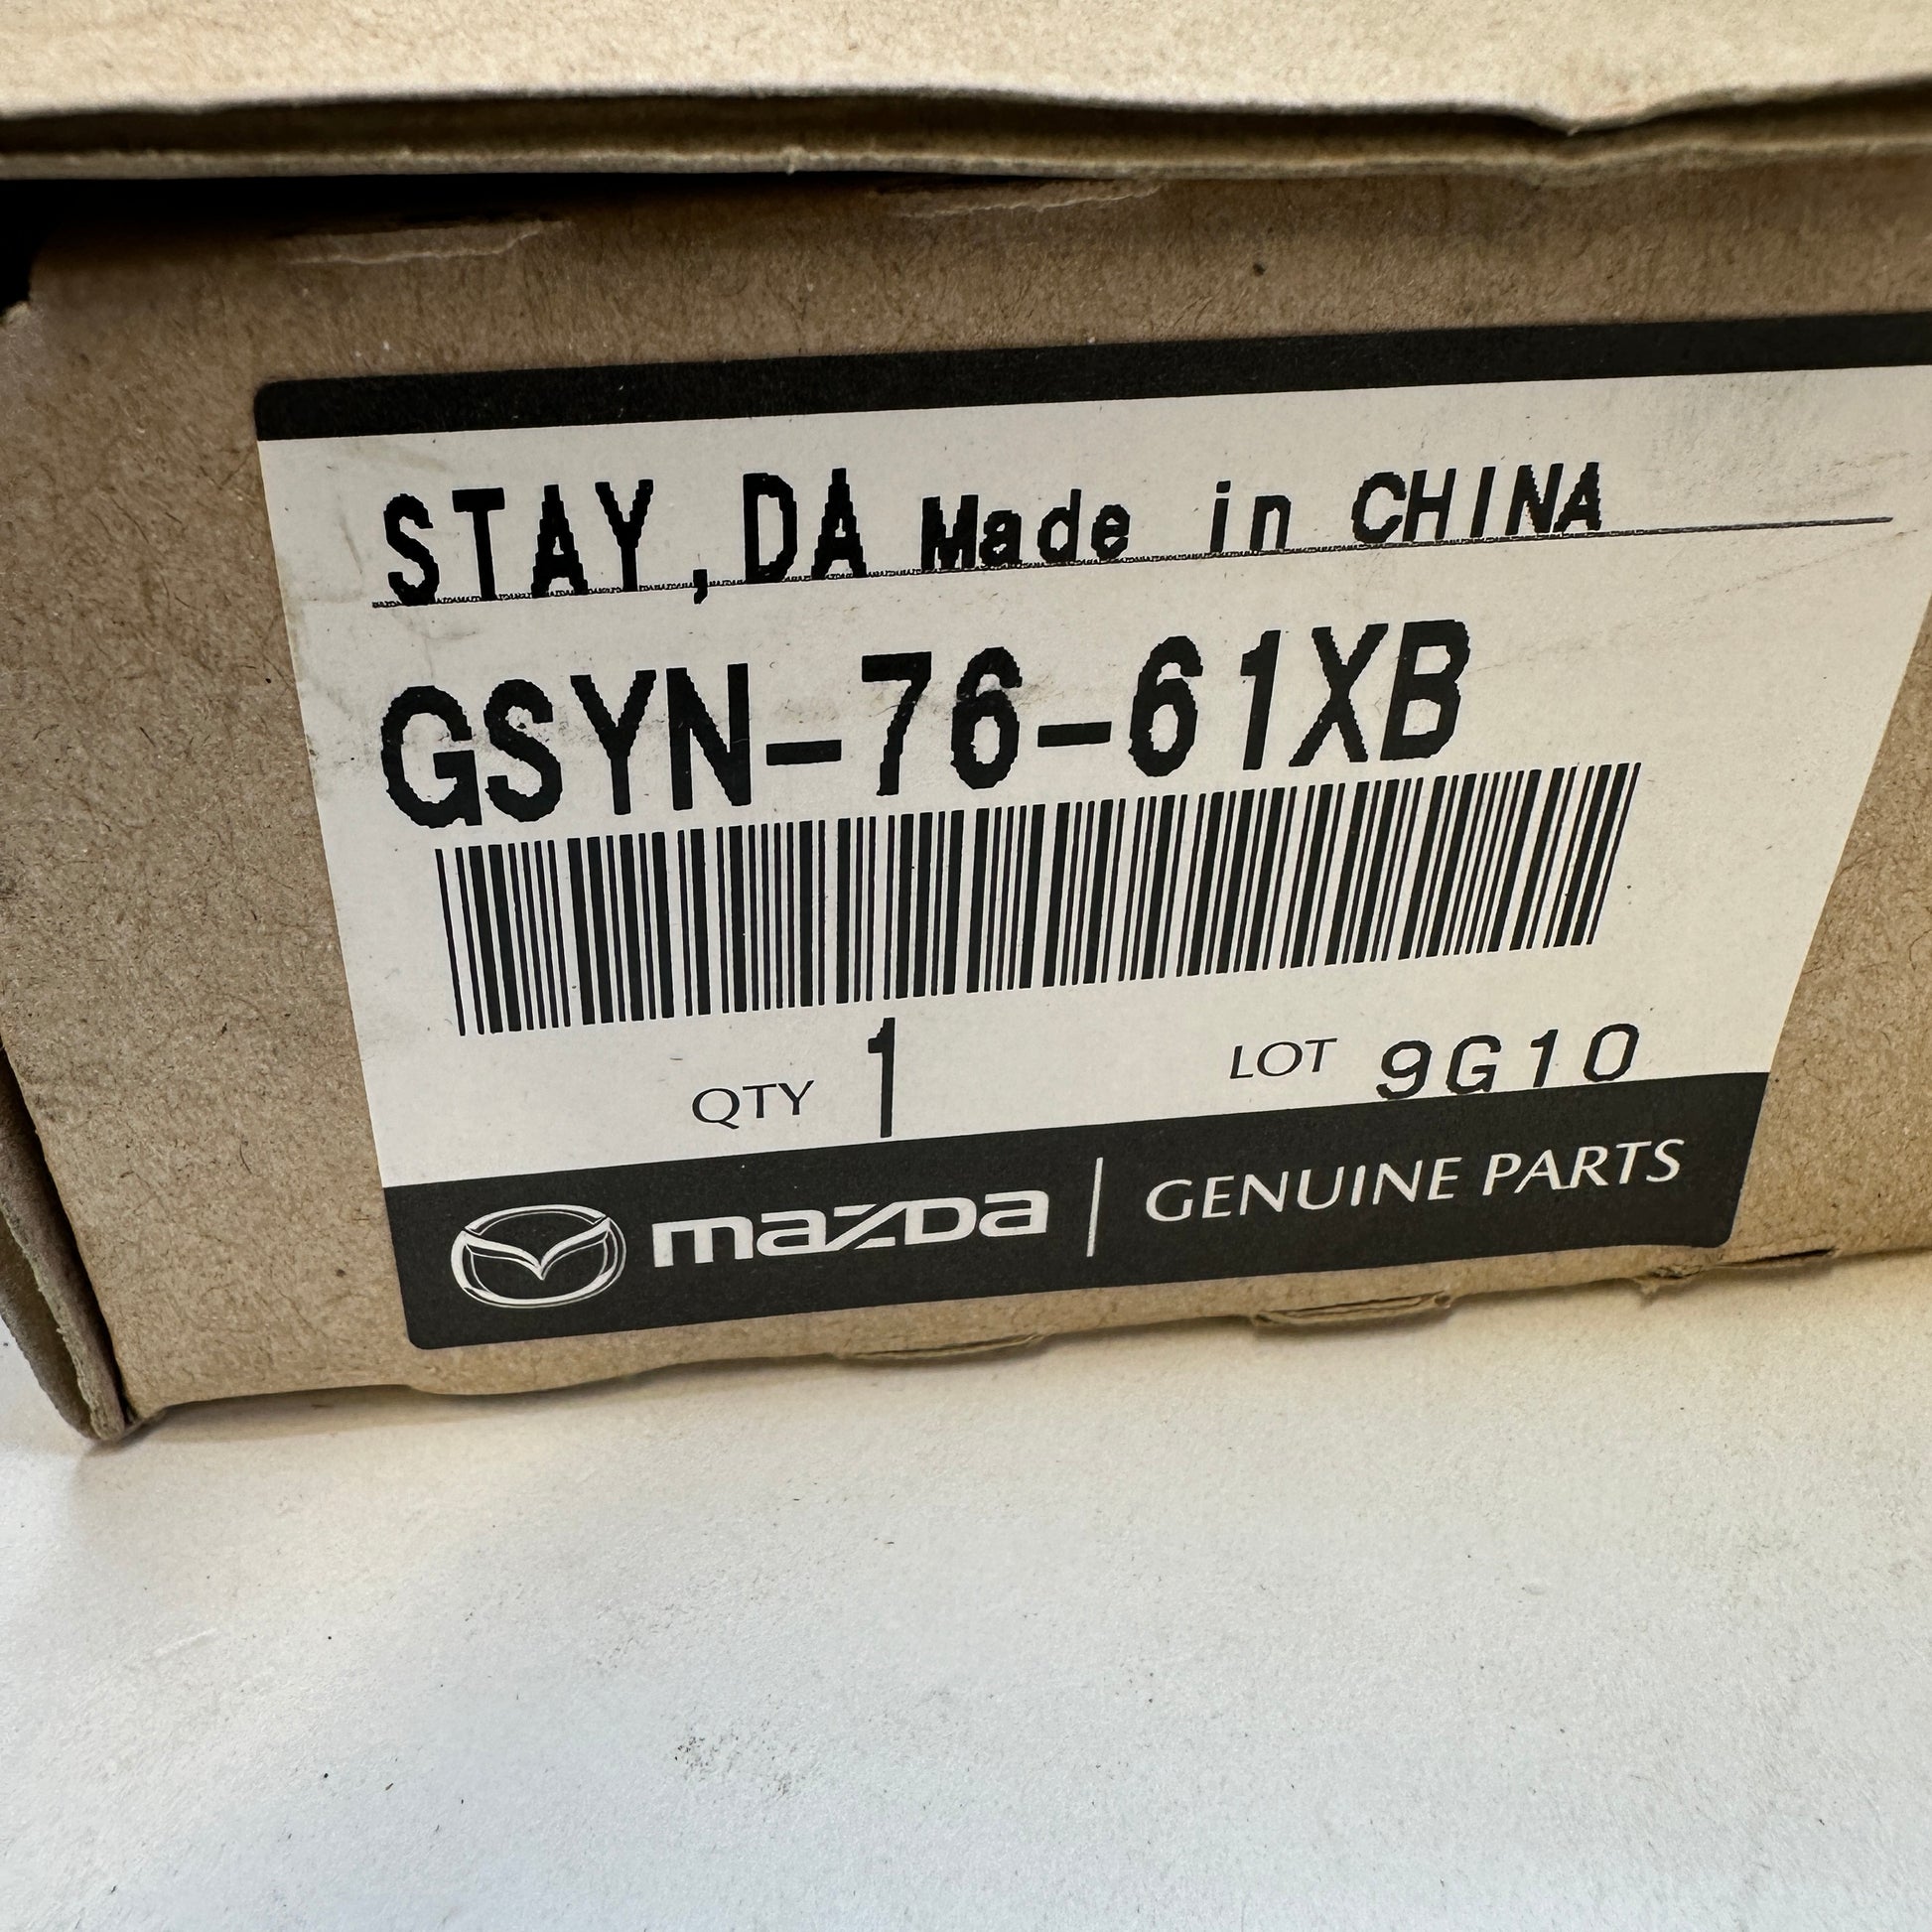 STAY,DA Made in CHINA
GSYN-76-61XB
QTY 1 LOT 9G10
mazda | GENUINE PARTS